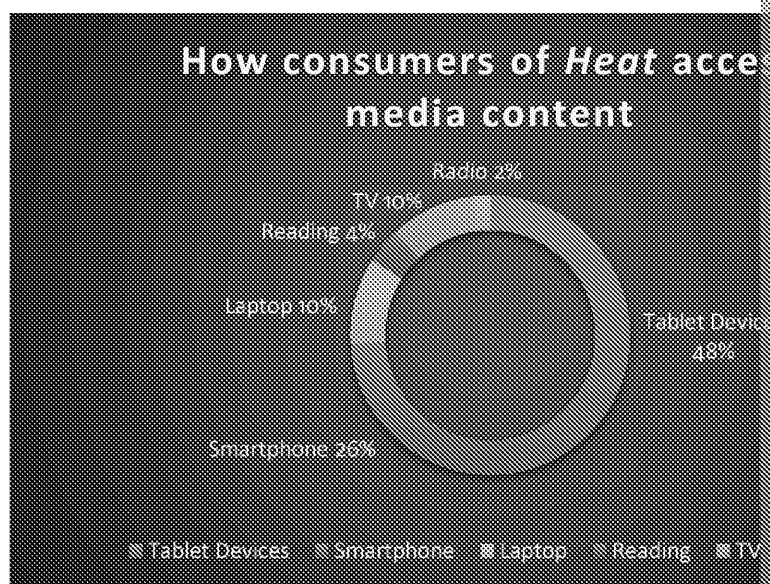 How consumers of Heat acce
media content
Radio 2%
TV 10%
Reading 4%
Laptop 10%
Tablet Devic
48%
Smartphone 26%
Tablet Devices Smartphone Laptop Reading TV